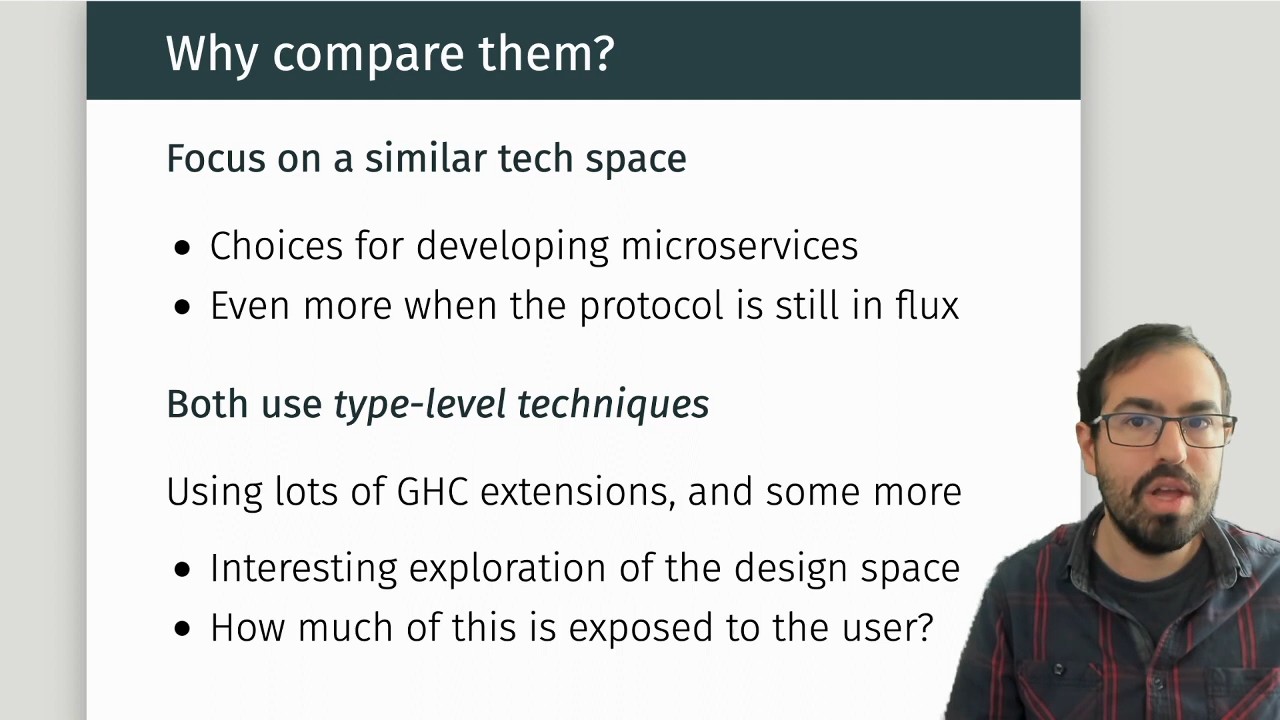 Why compare them?
Focus on a similar tech space
• Choices for developing microservices
• Even more when the protocol is still in flux
Both use type-level techniques
Using lots of GHC extensions, and some more
• Interesting exploration of the design space
• How much of this is exposed to the user?